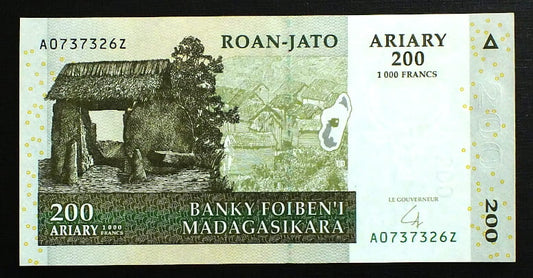 A0737326Z
ROAN-JATO
ARIARY
200
1 000 FRANCS
200
ARIARY 1 000 FRANCS
BANKY FOIBEN'I
MADAGASIKARA
LE GOUVERNEUR
A0737326Z
200